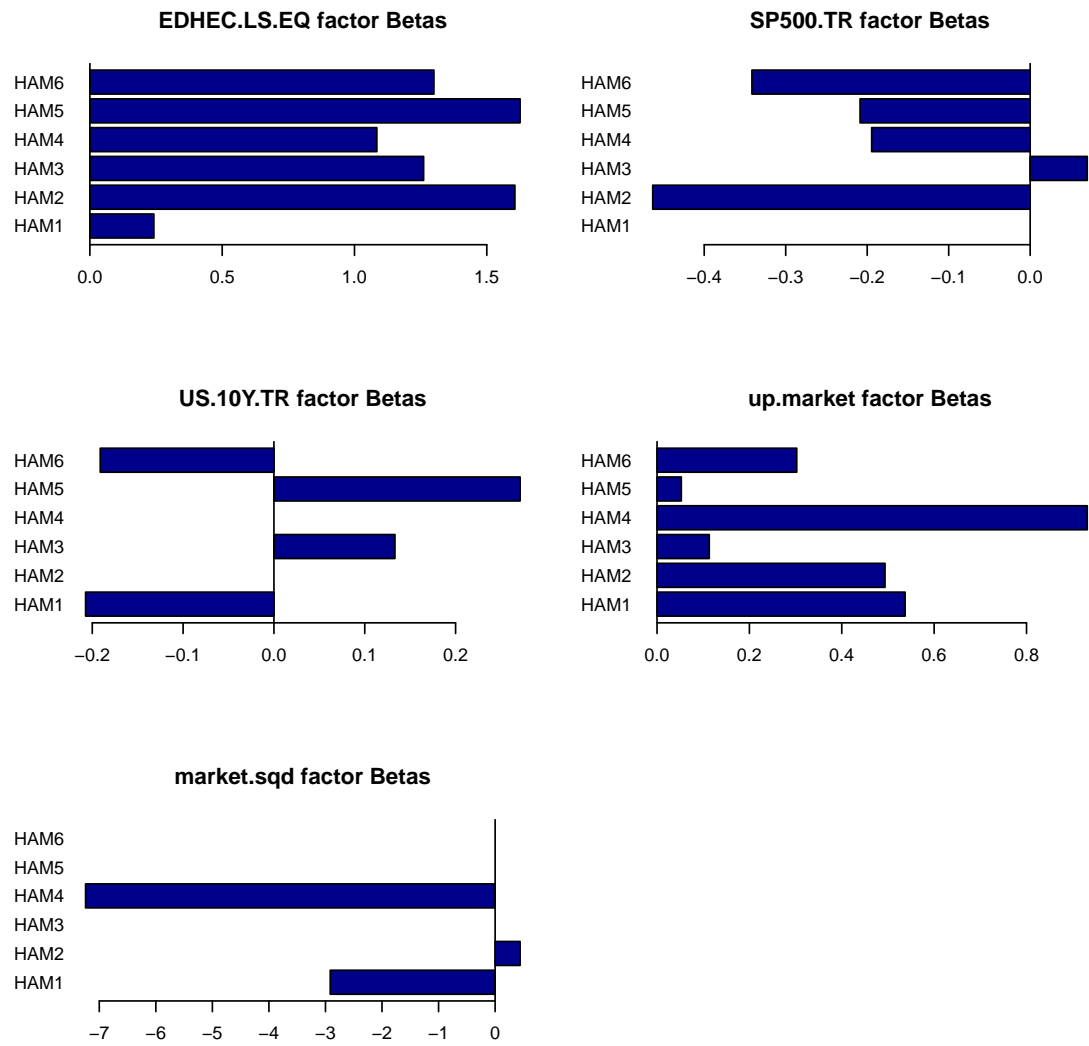 EDHEC.LS.EQ factor Betas
HAM6
HAM5
HAM4
HAM3
HAM2
HAM1
0.0 0.5 1.0 1.5
SP500.TR factor Betas
HAM6
HAM5
HAM4
HAM3
HAM2
HAM1
−0.4 −0.3 −0.2 −0.1 0.0
US.10Y.TR factor Betas
HAM6
HAM5
HAM4
HAM3
HAM2
HAM1
−0.2 −0.1 0.0 0.1 0.2
up.market factor Betas
HAM6
HAM5
HAM4
HAM3
HAM2
HAM1
0.0 0.2 0.4 0.6 0.8
market.sqd factor Betas
HAM6
HAM5
HAM4
HAM3
HAM2
HAM1
−7 −6 −5 −4 −3 −2 −1 0